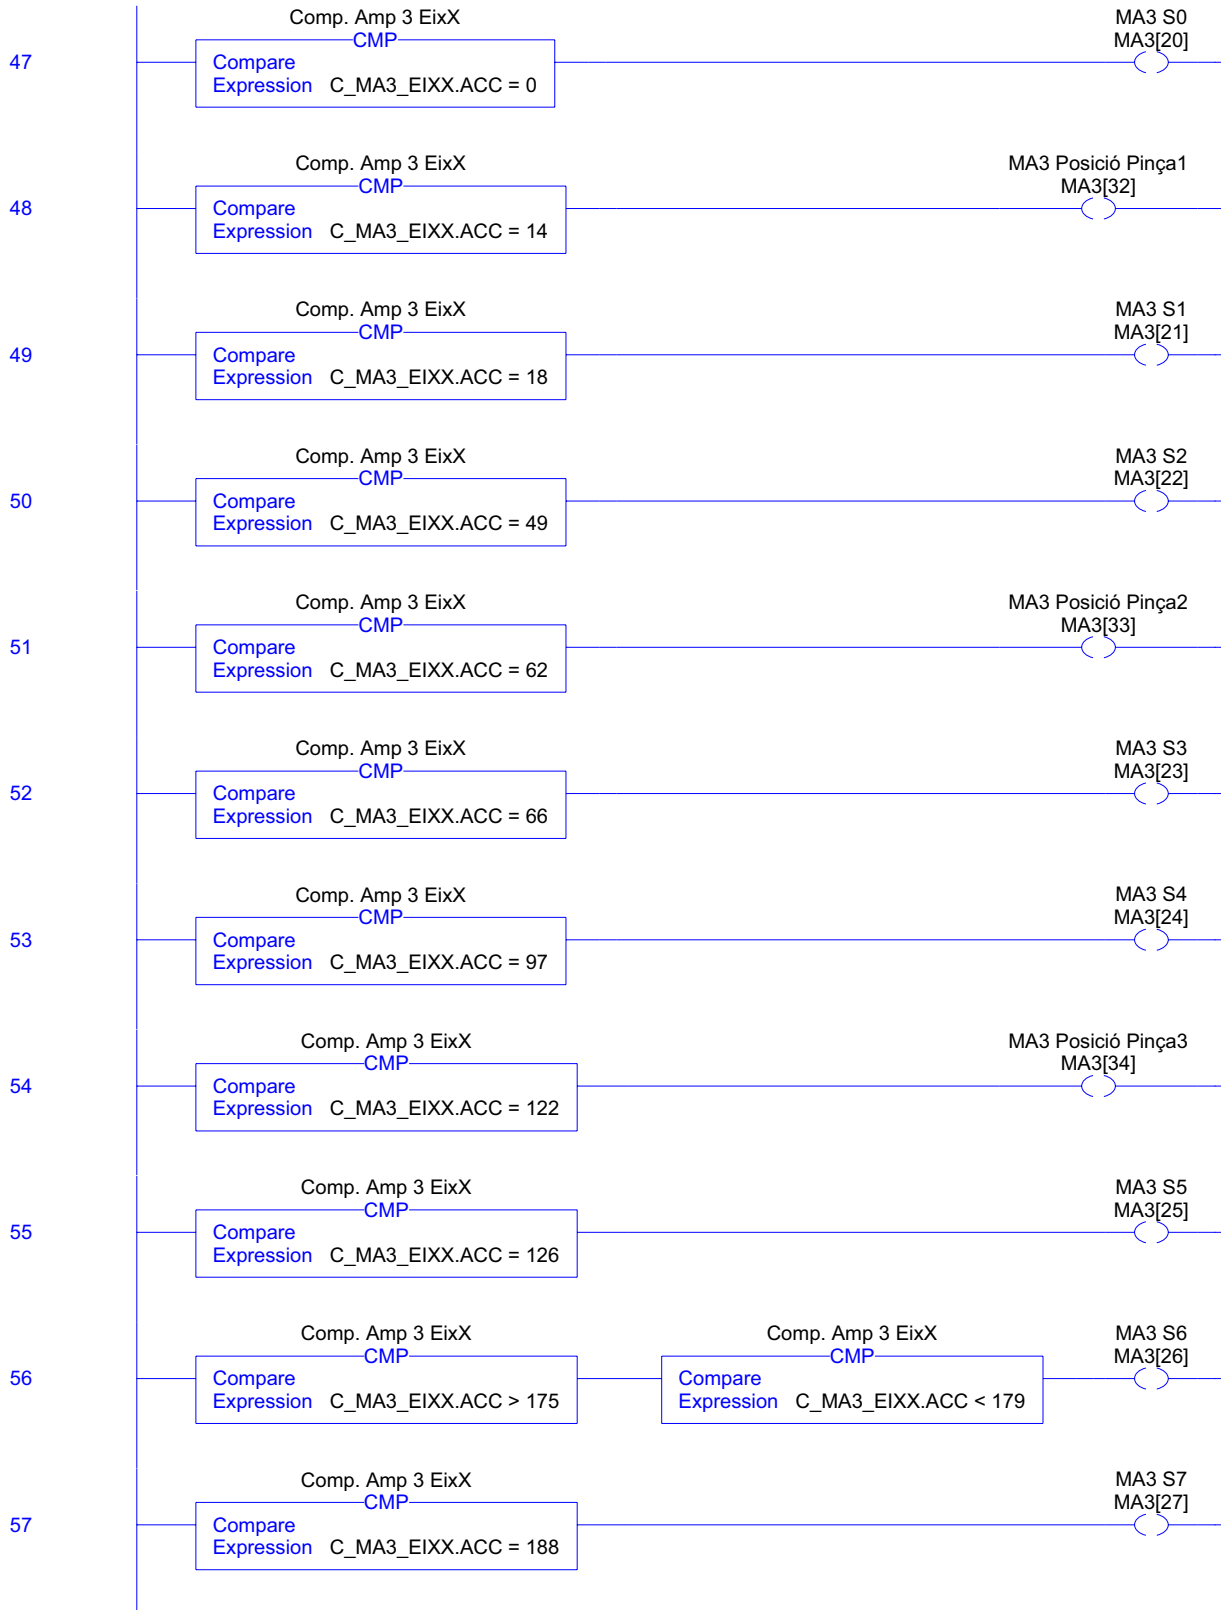 Comp. Amp 3 EixX
MA3 S0
CMP
MA3[20]
47
Compare
Expression C_MA3_EIXX.ACC = 0
Comp. Amp 3 EixX
MA3 Posició Pinça1
CMP
MA3[32]
48
Compare
Expression C_MA3_EIXX.ACC = 14
Comp. Amp 3 EixX
MA3 S1
CMP
MA3[21]
49
Compare
Expression C_MA3_EIXX.ACC = 18
Comp. Amp 3 EixX
MA3 S2
CMP
MA3[22]
50
Compare
Expression C_MA3_EIXX.ACC = 49
Comp. Amp 3 EixX
MA3 Posició Pinça2
CMP
MA3[33]
51
Compare
Expression C_MA3_EIXX.ACC = 62
Comp. Amp 3 EixX
MA3 S3
CMP
MA3[23]
52
Compare
Expression C_MA3_EIXX.ACC = 66
Comp. Amp 3 EixX
MA3 S4
CMP
MA3[24]
53
Compare
Expression C_MA3_EIXX.ACC = 97
Comp. Amp 3 EixX
MA3 Posició Pinça3
CMP
MA3[34]
54
Compare
Expression C_MA3_EIXX.ACC = 122
Comp. Amp 3 EixX
MA3 S5
CMP
MA3[25]
55
Compare
Expression C_MA3_EIXX.ACC = 126
Comp. Amp 3 EixX
Comp. Amp 3 EixX
MA3 S6
CMP
CMP
MA3[26]
56
Compare
Compare
Expression C_MA3_EIXX.ACC > 175
Expression C_MA3_EIXX.ACC < 179
Comp. Amp 3 EixX
MA3 S7
CMP
MA3[27]
57
Compare
Expression C_MA3_EIXX.ACC = 188